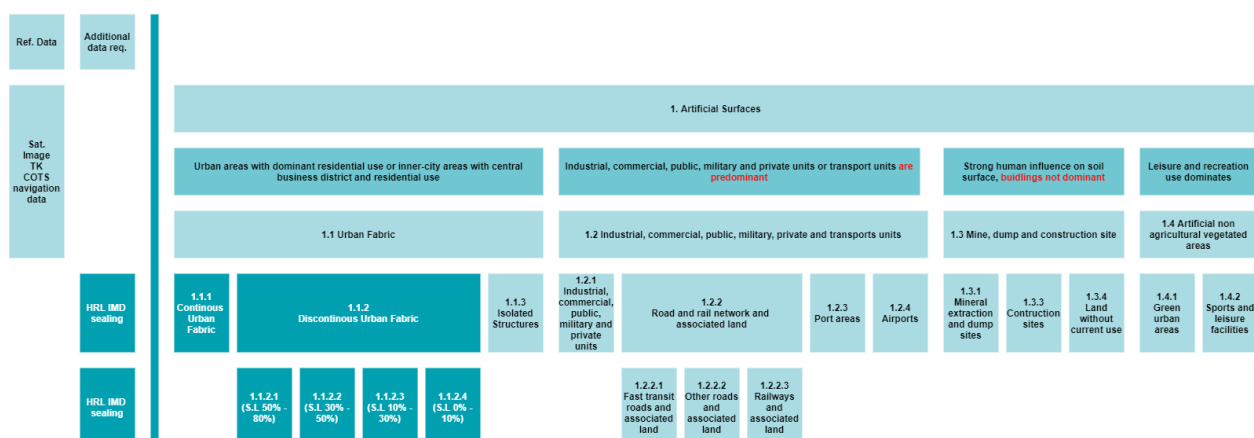 Ref. Data
Additional
data req.
1. Artificial Surfaces
Sat.
Image
TK
COTS
navigation
data
Urban areas with dominant residential use or inner-city areas with central
business district and residential use
Industrial, commercial, public, military and private units or transport units are
predominant
Strong human influence on soil
surface, buidlings not dominant
Leisure and recreation
use dominates
1.1 Urban Fabric
1.2 Industrial, commercial, public, military, private and transports units
1.3 Mine, dump and construction site
1.4 Artificial non
agricultural vegetated
areas
HRL IMD
sealing
1.1.1
Continous
Urban
Fabric
1.1.2
Discontinous Urban Fabric
1.1.3
Isolated
Structures
1.2.1
Industrial,
commercial,
public,
military and
private
units
1.2.2
Road and rail network and
associated land
1.2.3
Port areas
1.2.4
Airports
1.3.1
Mineral
extraction
and dump
sites
1.3.3
Contruction
sites
1.3.4
Land
without
current use
1.4.1
Green
urban
areas
1.4.2
Sports and
leisure
facilities
HRL IMD
sealing
1.1.2.1
(S.L 50% -
80%)
1.1.2.2
(S.L 30% -
50%)
1.1.2.3
(S.L 10% -
30%)
1.1.2.4
(S.L 0% -
10%)
1.2.2.1
Fast transit
roads and
associated
land
1.2.2.2
Other roads
and
associated
land
1.2.2.3
Railways and
associated
land